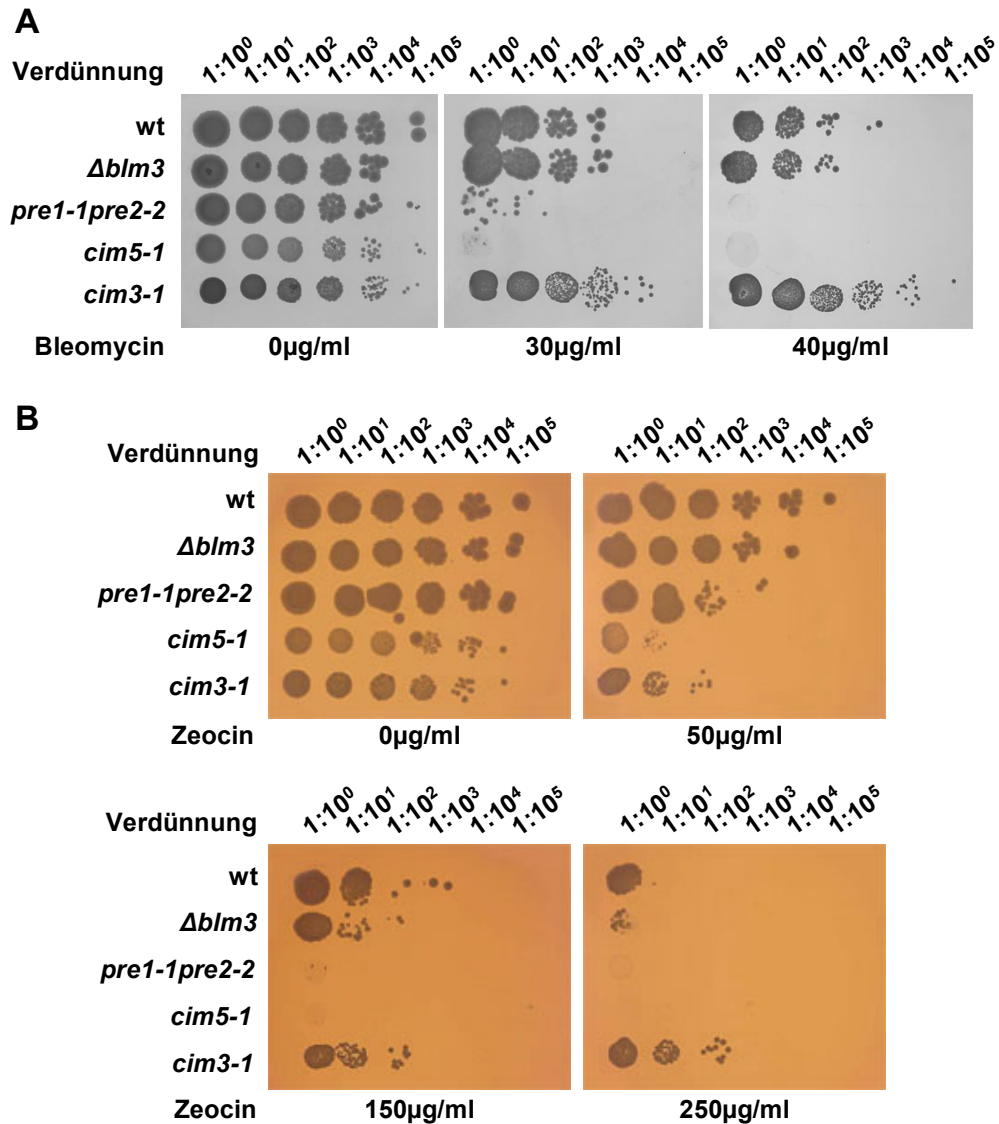 A
Verdünnung 1:10⁰ 1:10¹ 1:10² 1:10³ 1:10⁴ 1:10⁵ 1:10⁰ 1:10¹ 1:10² 1:10³ 1:10⁴ 1:10⁵ 1:10⁰ 1:10¹ 1:10² 1:10³ 1:10⁴ 1:10⁵
wt
Δblm3
pre1-1pre2-2
cim5-1
cim3-1
Bleomycin 0µg/ml 30µg/ml 40µg/ml
B
Verdünnung 1:10⁰ 1:10¹ 1:10² 1:10³ 1:10⁴ 1:10⁵ 1:10⁰ 1:10¹ 1:10² 1:10³ 1:10⁴ 1:10⁵
wt
Δblm3
pre1-1pre2-2
cim5-1
cim3-1
Zeocin 0µg/ml 50µg/ml
Verdünnung 1:10⁰ 1:10¹ 1:10² 1:10³ 1:10⁴ 1:10⁵ 1:10⁰ 1:10¹ 1:10² 1:10³ 1:10⁴ 1:10⁵
wt
Δblm3
pre1-1pre2-2
cim5-1
cim3-1
Zeocin 150µg/ml 250µg/ml